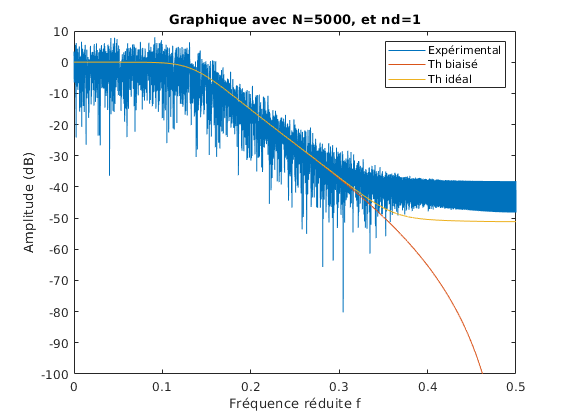 Graphique avec N=5000, et nd=1
10
0
-10
-20
-30
-40
-50
-60
-70
-80
-90
-100
Amplitude (dB)
Expérimental
Th biaisé
Th idéal
0 0.1 0.2 0.3 0.4 0.5
Fréquence réduite f